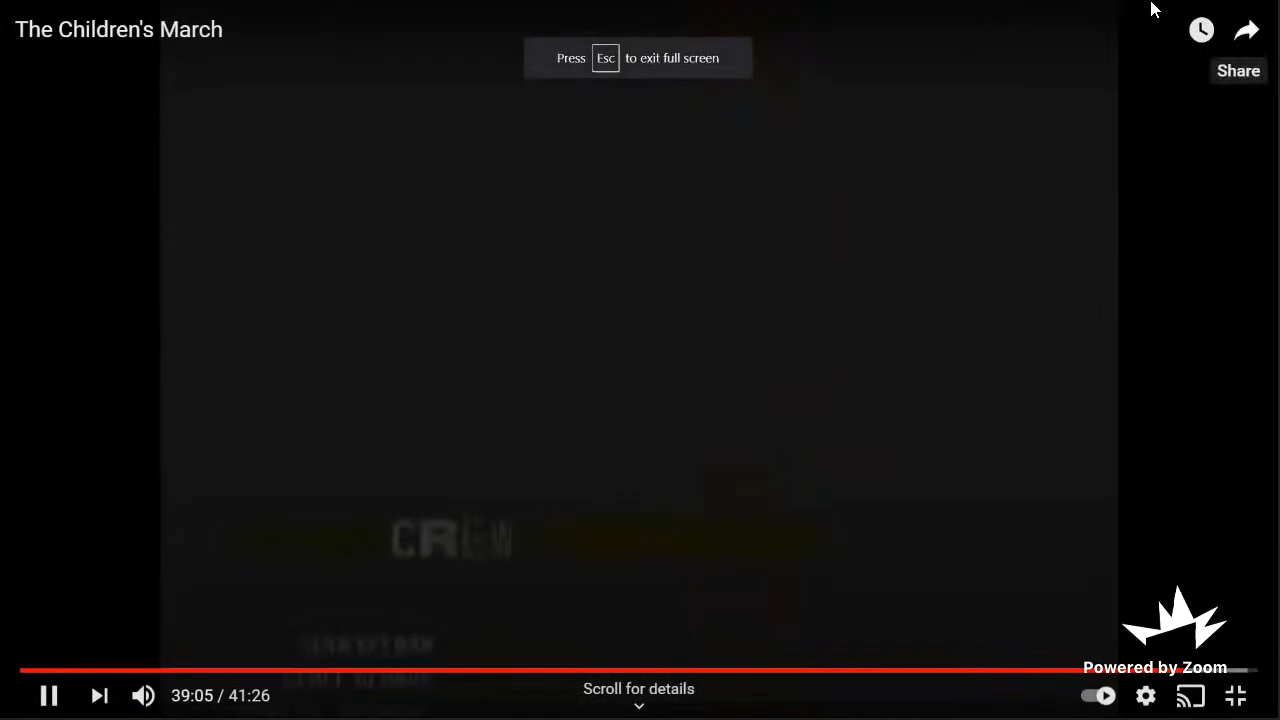 The Children's March
Press Esc to exit full screen
Share
CREW
Powered by Zoom
39:05 / 41:26
Scroll for details